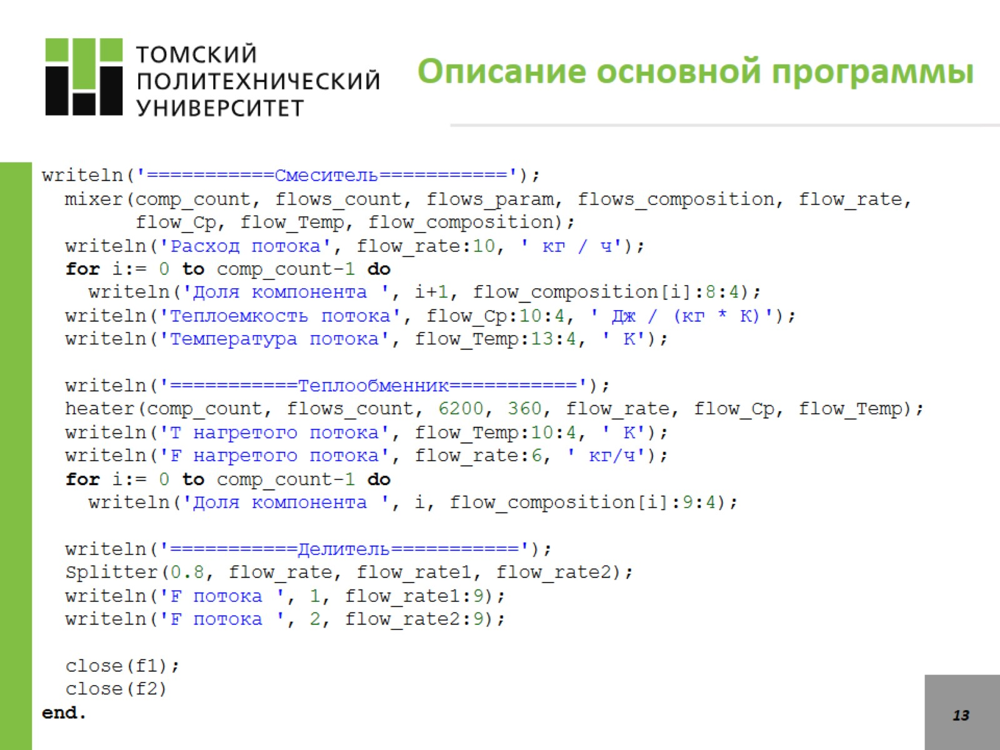 ТОМСКИЙ
ПОЛИТЕХНИЧЕСКИЙ
УНИВЕРСИТЕТ
Описание основной программы
writeln('===========Смеситель===========');
mixer(comp_count, flows_count, flows_param, flows_composition, flow_rate,
flow_Cp, flow_Temp, flow_composition);
writeln('Расход потока', flow_rate:10, ' кг / ч');
for i:= 0 to comp_count-1 do
writeln('Доля компонента ', i+1, flow_composition[i]:8:4);
writeln('Теплоемкость потока', flow_Cp:10:4, ' Дж / (кг * К)');
writeln('Температура потока', flow_Temp:13:4, ' К');
writeln('===========Теплообменник===========');
heater(comp_count, flows_count, 6200, 360, flow_rate, flow_Cp, flow_Temp);
writeln('Т нагретого потока', flow_Temp:10:4, ' К');
writeln('F нагретого потока', flow_rate:6, ' кг/ч');
for i:= 0 to comp_count-1 do
writeln('Доля компонента ', i, flow_composition[i]:9:4);
writeln('===========Делитель===========');
Splitter(0.8, flow_rate, flow_rate1, flow_rate2);
writeln('F потока ', 1, flow_rate1:9);
writeln('F потока ', 2, flow_rate2:9);
close(f1);
close(f2)
end.
13